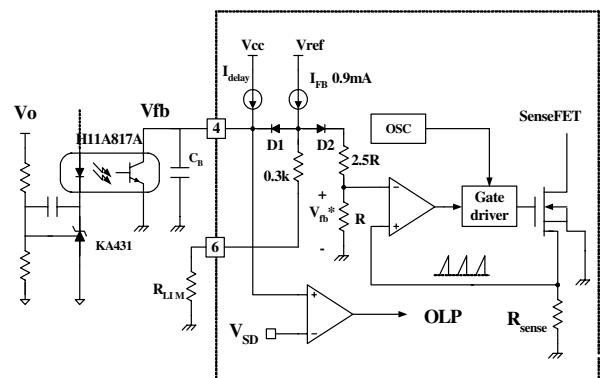 Vcc Vref
Idelay IFB 0.9mA
Vo Vfb 4 OSC SenseFET
H11A817A
D1 D2 2.5R
CB
0.3k
+
Vfb* R
-
Gate
driver
6
KA431
RLIM
VSD
OLP
Rsense
+
−
+
−